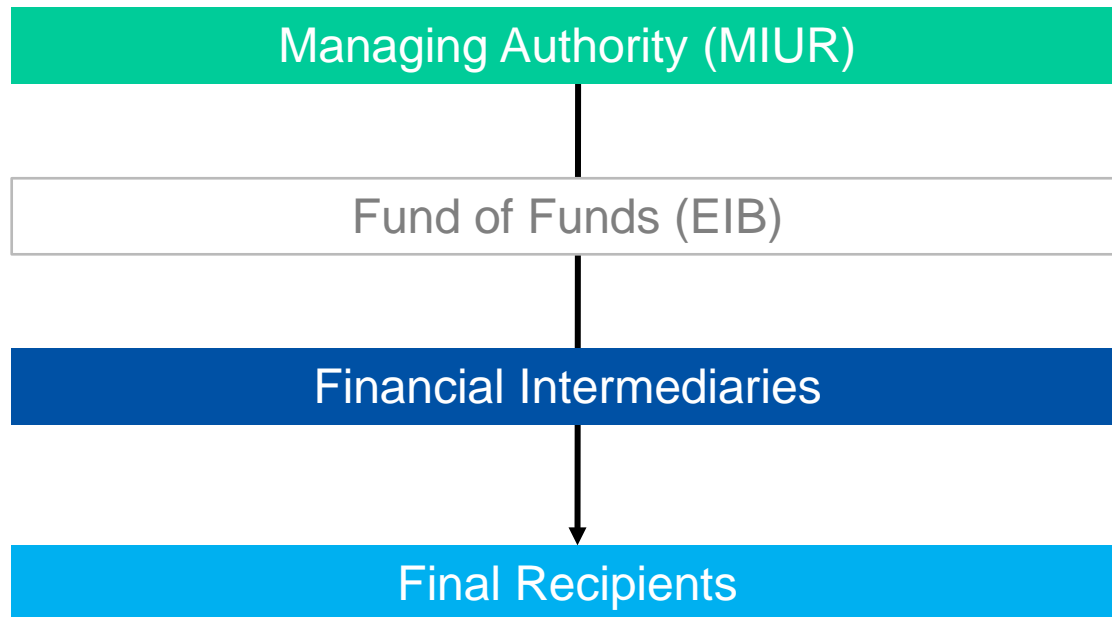 Managing Authority (MIUR)
Fund of Funds (EIB)
Financial Intermediaries
Final Recipients